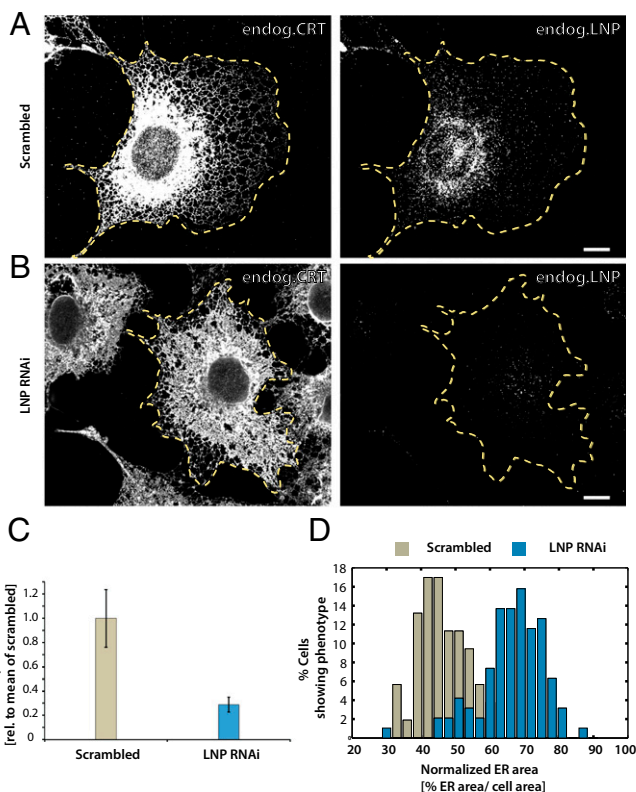 A
endog.CRT
endog.LNP
Scrambled
B
endog.CRT
endog.LNP
LNP RNAi
C
[rel. to mean of scrambled]
1.2
1.0
0.8
0.6
0.4
0.2
0
Scrambled
LNP RNAi
D
Scrambled
LNP RNAi
% Cells
showing phenotype
18
16
14
12
10
8
6
4
2
0
20 30 40 50 60 70 80 90 100
Normalized ER area
[% ER area/ cell area]